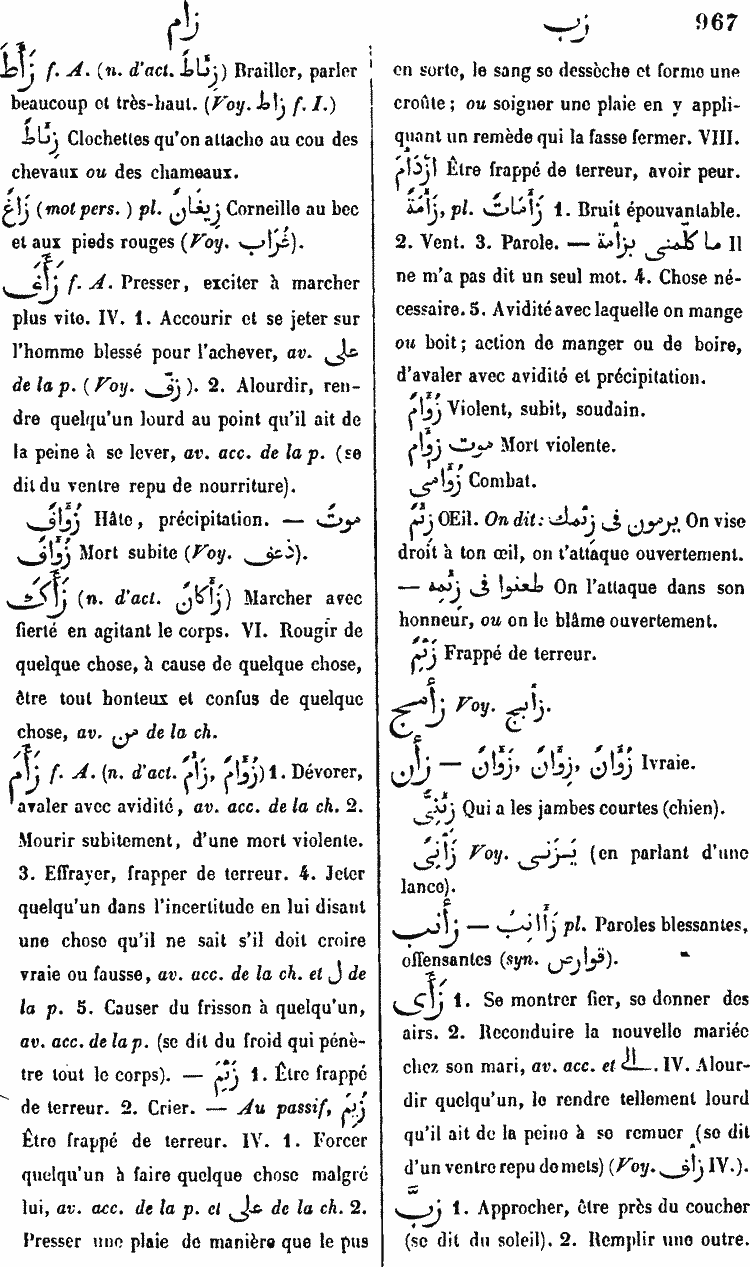 زام
زب
967
زَأَطَ f. A. (n. d'act. زِئَاطٌ) Brailler, parler
beaucoup et très-haut. (Voy. زاط f. I.)
زِئَاطٌ Clochettes qu'on attache au cou des
chevaux ou des chameaux.
زَاغٌ (mot pers.) pl. زِيغَانٌ Corneille au bec
et aux pieds rouges (Voy. غُرَاب).
زَأَفَ f. A. Presser, exciter à marcher
plus vite. IV. 1. Accourir et se jeter sur
l'homme blessé pour l'achever, av. على
de la p. (Voy. زفّ). 2. Alourdir, ren-
dre quelqu'un lourd au point qu'il ait de
la peine à se lever, av. acc. de la p. (se
dit du ventre repu de nourriture).
زُؤَافٌ Hâte, précipitation. — موتٌ
زُؤَافٌ Mort subite (Voy. ذعف).
زَأَكَ (n. d'act. زَأَكَانٌ) Marcher avec
fierté en agitant le corps. VI. Rougir de
quelque chose, à cause de quelque chose,
être tout honteux et confus de quelque
chose, av. من de la ch.
زَأَمَ f. A. (n. d'act. زَأْمٌ, زُؤَامٌ) 1. Dévorer,
avaler avec avidité, av. acc. de la ch. 2.
Mourir subitement, d'une mort violente.
3. Effrayer, frapper de terreur. 4. Jeter
quelqu'un dans l'incertitude en lui disant
une chose qu'il ne sait s'il doit croire
vraie ou fausse, av. acc. de la ch. et ل de
la p. 5. Causer du frisson à quelqu'un,
av. acc. de la p. (se dit du froid qui pénè-
tre tout le corps). — زَئِمَ 1. Être frappé
de terreur. 2. Crier. — Au passif, زُئِمَ
Être frappé de terreur. IV. 1. Forcer
quelqu'un à faire quelque chose malgré
lui, av. acc. de la p. et على de la ch. 2.
Presser une plaie de manière que le pus
en sorte, le sang se dessèche et forme une
croûte; ou soigner une plaie en y appli-
quant un remède qui la fasse fermer. VIII.
إِزْدَأَمَ Être frappé de terreur, avoir peur.
زَأْمَةٌ, pl. زَأْمَاتٌ 1. Bruit épouvantable.
2. Vent. 3. Parole. — ما كلّمنى بزأمة Il
ne m'a pas dit un seul mot. 4. Chose né-
cessaire. 5. Avidité avec laquelle on mange
ou boit; action de manger ou de boire,
d'avaler avec avidité et précipitation.
زُؤَامٌ Violent, subit, soudain.
موت زؤام Mort violente.
زُؤَامِىٌّ Combat.
زِئْمٌ Œil. On dit: يرمون فى زئمك On vise
droit à ton œil, on t'attaque ouvertement.
— طعنوا فى زئمه On l'attaque dans son
honneur, ou on le blâme ouvertement.
زَئِمٌ Frappé de terreur.
زأمج Voy. زأبج.
زأن — زُؤَانٌ, زِوَانٌ, زَوَانٌ Ivraie.
زِئْنِىٌّ Qui a les jambes courtes (chien).
زَأَنِىٌّ Voy. يَزَنِى (en parlant d'une
lance).
زأنب — زَآنِبُ pl. Paroles blessantes,
offensantes (syn. قوارص).
زَأَى 1. Se montrer fier, se donner des
airs. 2. Reconduire la nouvelle mariée
chez son mari, av. acc. et الى. IV. Alour-
dir quelqu'un, le rendre tellement lourd
qu'il ait de la peine à se remuer (se dit
d'un ventre repu de mets) (Voy. زأف IV.).
زبّ 1. Approcher, être près du coucher
(se dit du soleil). 2. Remplir une outre.